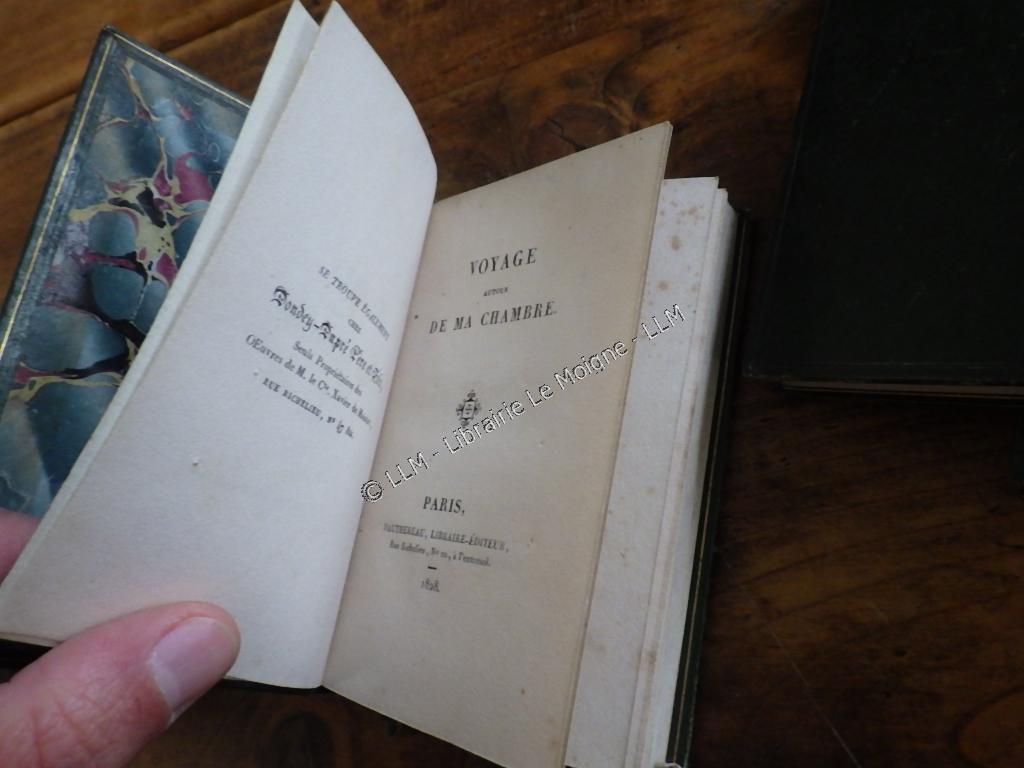 SE TROUVE ÉGALEMENT
CHEZ
Dondey-Dupré Père et Fils,
Seuls Propriétaires des
Œuvres de M. le Cte. Xavier de Maistre,
RUE RICHELIEU, No 47 bis.
VOYAGE
AUTOUR
DE MA CHAMBRE.
PARIS,
DAUTHEREAU, LIBRAIRE-ÉDITEUR,
Rue Richelieu, No 20, à l'entresol.
1828.
© LLM - Librairie Le Moigne - LLM